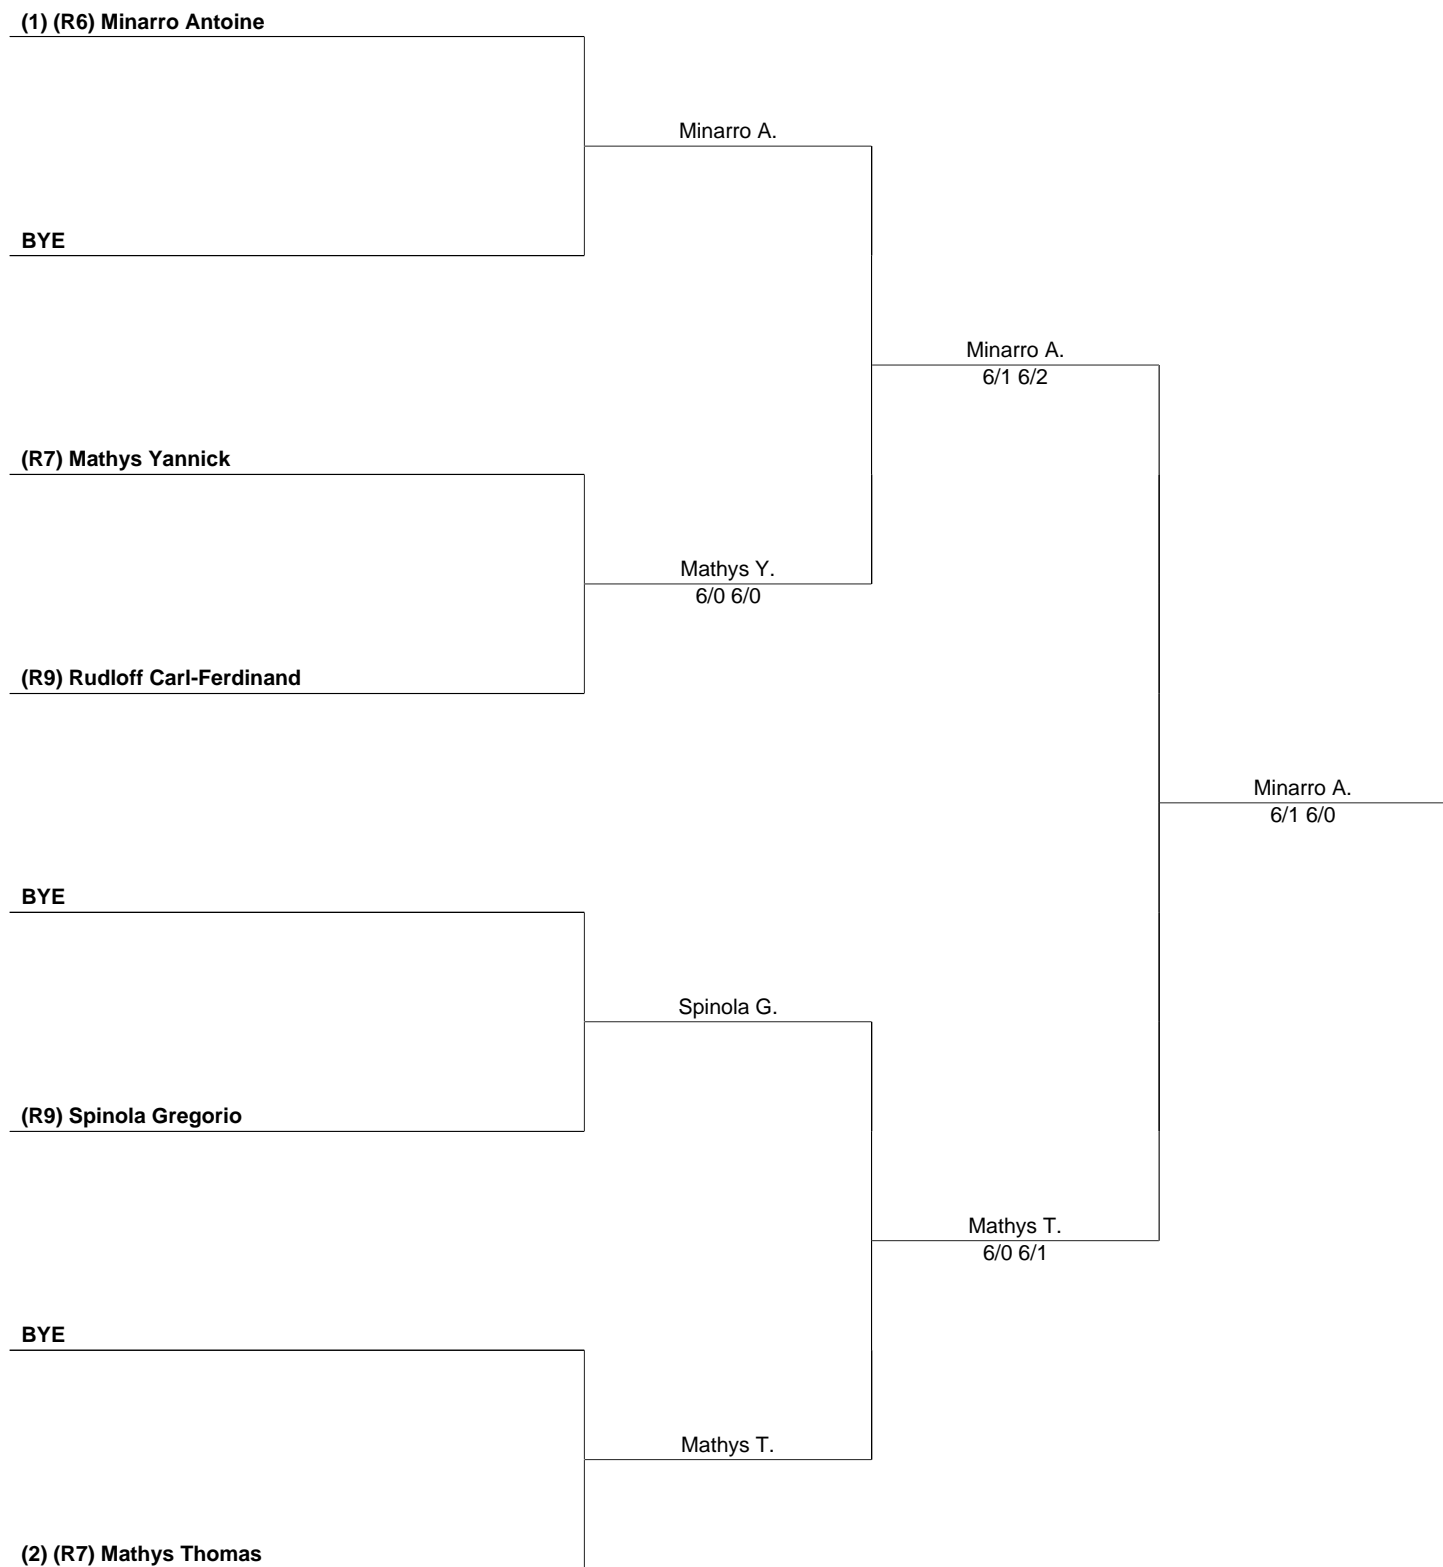 (1) (R6) Minarro Antoine
Minarro A.
BYE
Minarro A.
6/1 6/2
(R7) Mathys Yannick
Mathys Y.
6/0 6/0
(R9) Rudloff Carl-Ferdinand
Minarro A.
6/1 6/0
BYE
Spinola G.
(R9) Spinola Gregorio
Mathys T.
6/0 6/1
BYE
Mathys T.
(2) (R7) Mathys Thomas